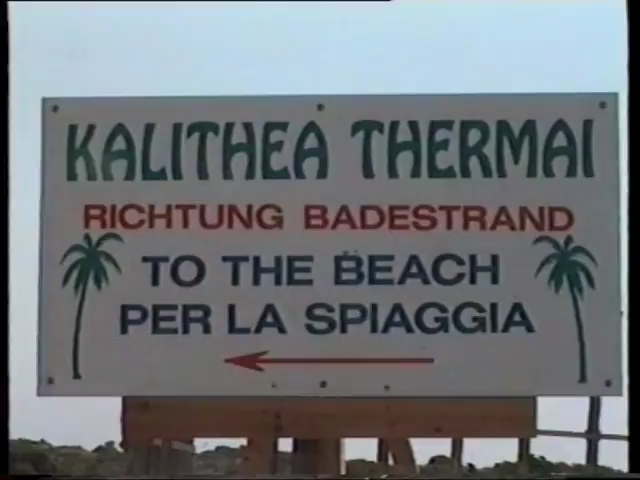 KALITHEA THERMAI
RICHTUNG BADESTRAND
TO THE BEACH
PER LA SPIAGGIA